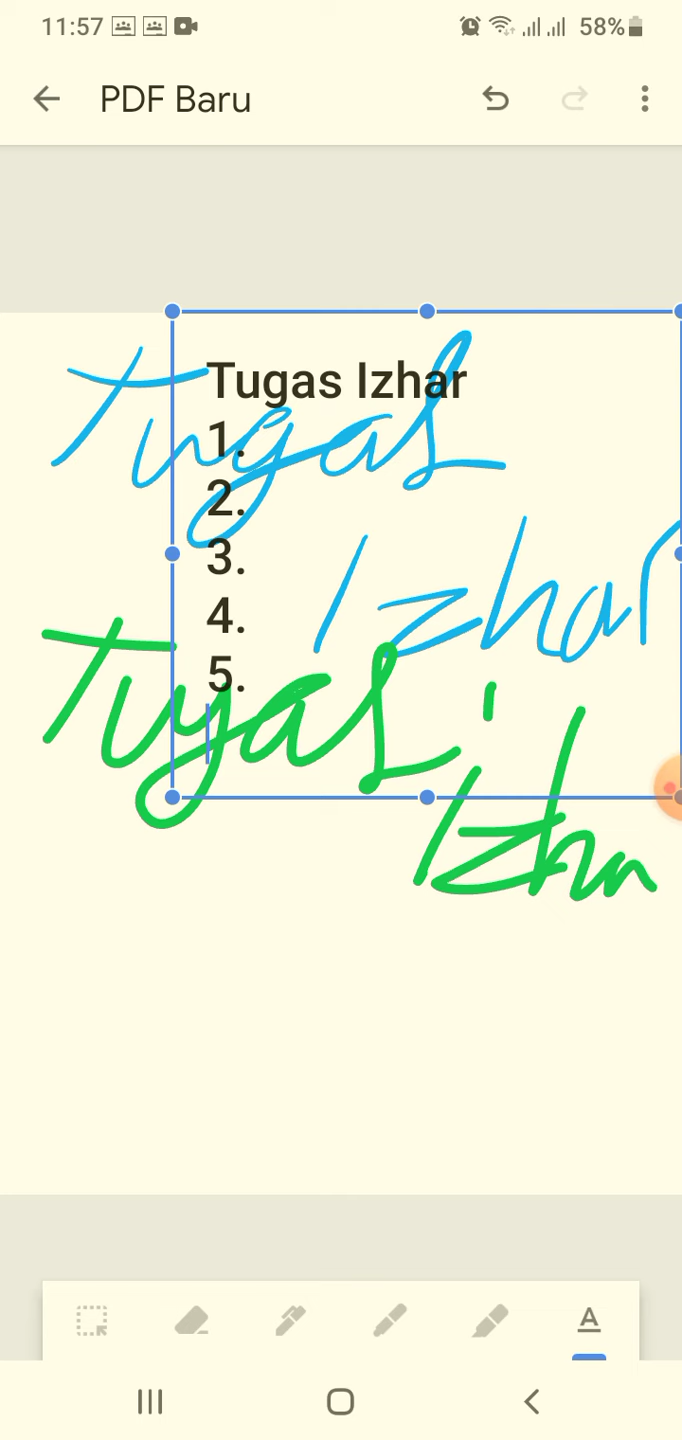 11:57
58%
PDF Baru
Tugas Izhar
1.
2.
3.
4.
5.
Tugas
Izhar
Tugas
Izhar
A